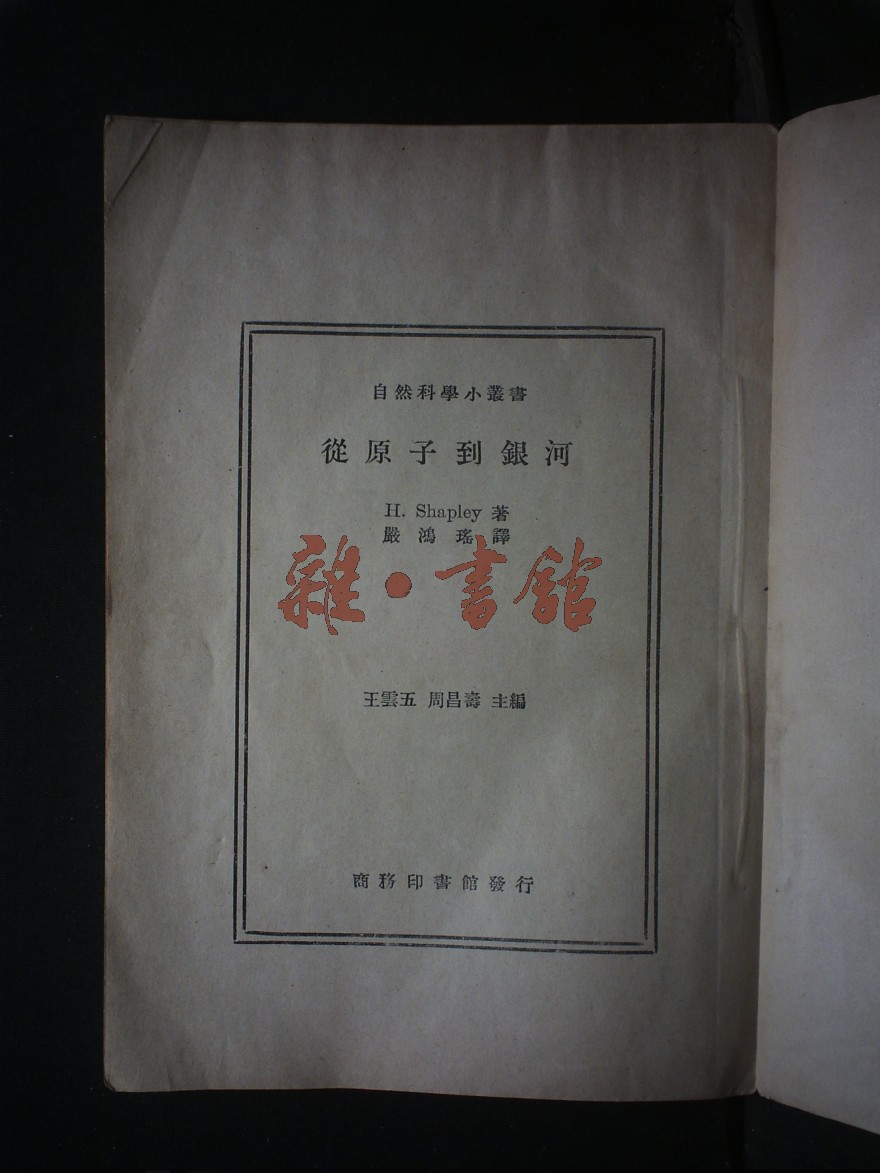 自然科學小叢書
從原子到銀河
H. Shapley 著
嚴鴻瑤譯
雜·書館
王雲五 周昌壽 主編
商務印書館發行